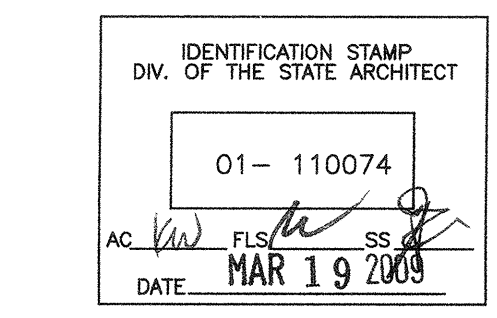 IDENTIFICATION STAMP
DIV. OF THE STATE ARCHITECT
01- 110074
AC FLS SS
DATE MAR 19 2009